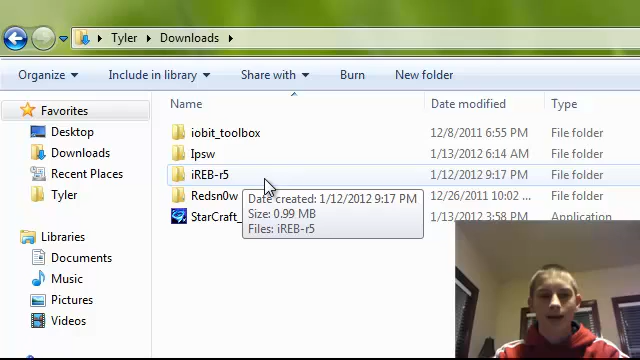 Tyler Downloads
Organize Include in library Share with Burn New folder
Favorites
Desktop
Downloads
Recent Places
Tyler
Libraries
Documents
Music
Pictures
Videos
Name Date modified Type
iobit_toolbox 12/8/2011 6:55 PM File folder
Ipsw 1/13/2012 6:14 AM File folder
iREB-r5 1/12/2012 9:17 PM File folder
Redsn0w 12/26/2011 10:02 ... File folder
StarCraft_ 1/13/2012 3:58 PM Application
Date created: 1/12/2012 9:17 PM
Size: 0.99 MB
Files: iREB-r5